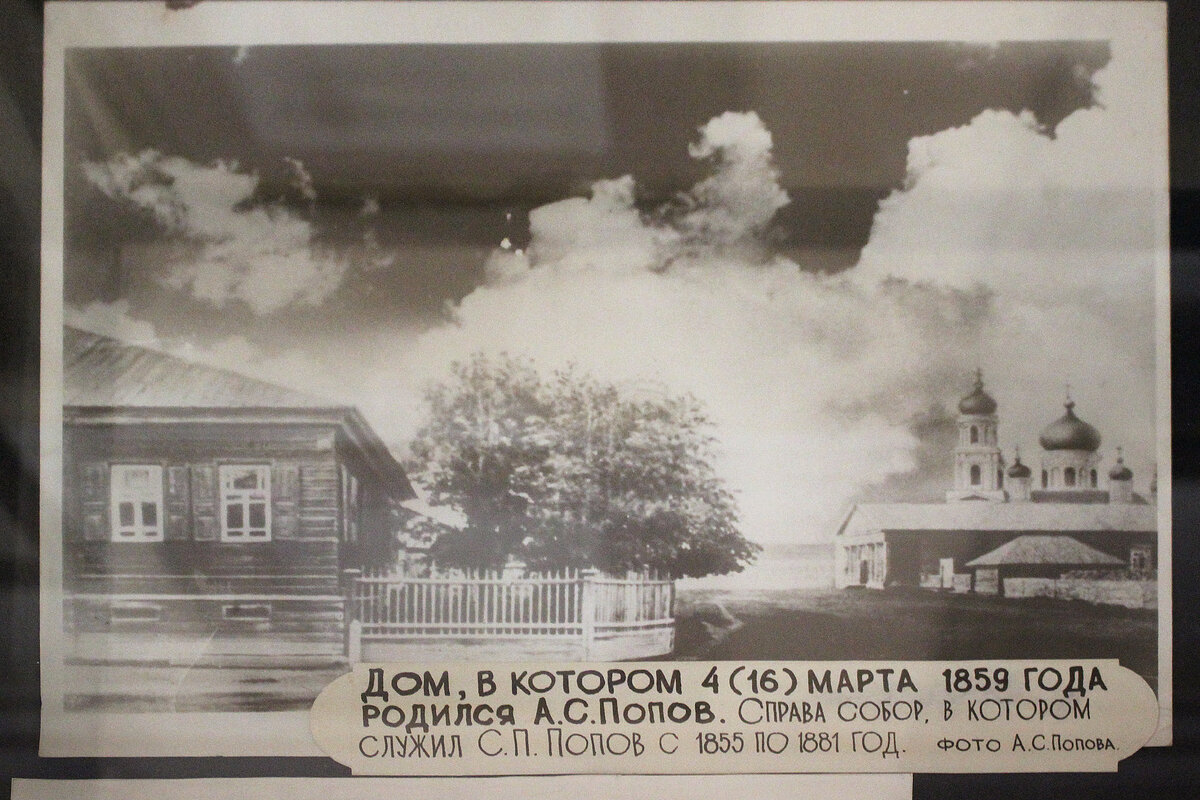 Дом, в котором 4 (16) марта 1859 года
родился А.С.Попов. Справа собор, в котором
служил С.П. Попов с 1855 по 1881 год. фото А.С.Попова.